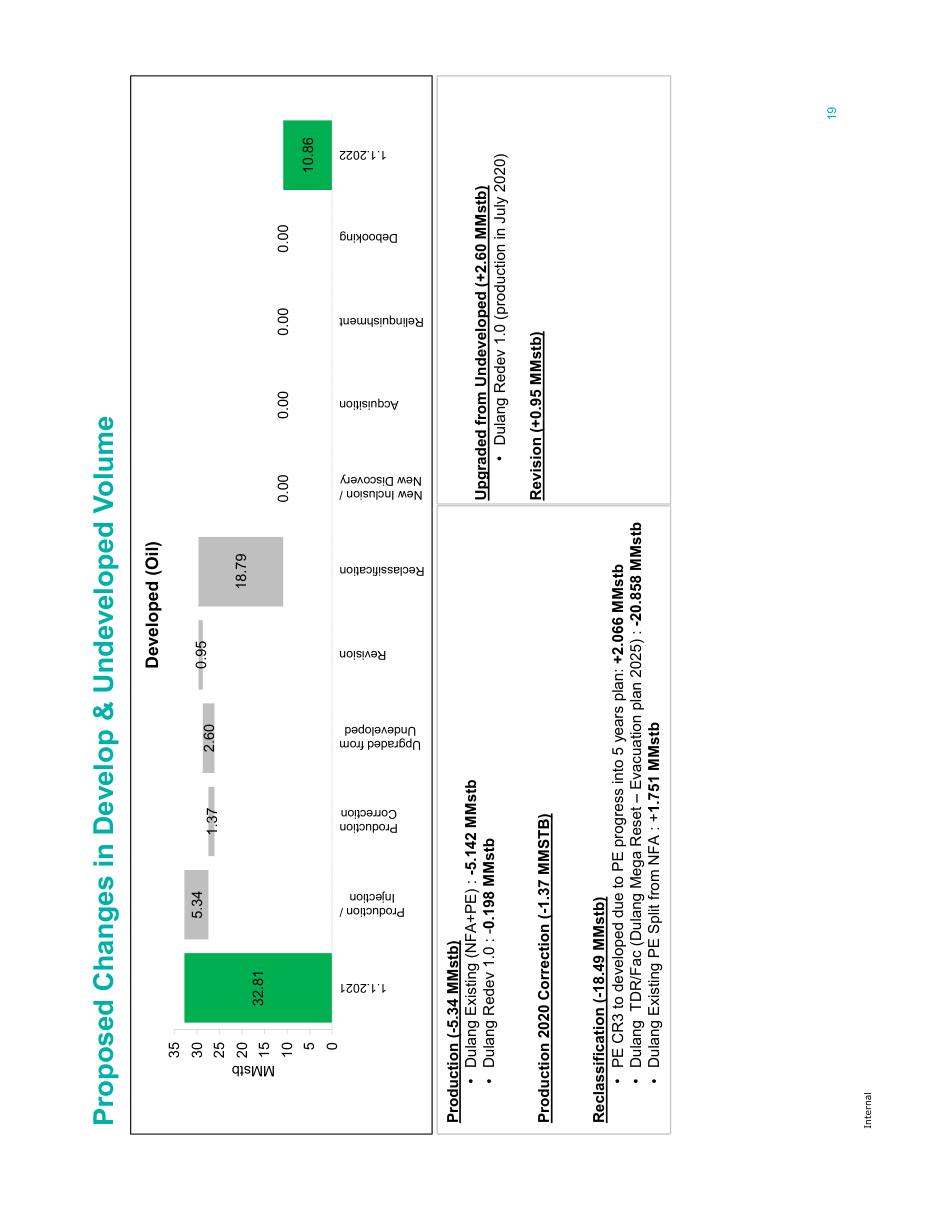 Proposed Changes in Develop & Undeveloped Volume
Developed (Oil)
MMstb
35
30
25
20
15
10
5
0
32.81
5.34
1.37
2.60
0.95
18.79
0.00
0.00
0.00
0.00
10.86
1.1.2021
Production /
Injection
Production
Correction
Upgraded from
Undeveloped
Revision
Reclassification
New Inclusion /
New Discovery
Acquisition
Relinquishment
Debooking
1.1.2022
Production (-5.34 MMstb)
• Dulang Existing (NFA+PE) : -5.142 MMstb
• Dulang Redev 1.0 : -0.198 MMstb
Production 2020 Correction (-1.37 MMSTB)
Reclassification (-18.49 MMstb)
• PE CR3 to developed due to PE progress into 5 years plan: +2.066 MMstb
• Dulang TDR/Fac (Dulang Mega Reset – Evacuation plan 2025) : -20.858 MMstb
• Dulang Existing PE Split from NFA : +1.751 MMstb
Upgraded from Undeveloped (+2.60 MMstb)
• Dulang Redev 1.0 (production in July 2020)
Revision (+0.95 MMstb)
19
Internal